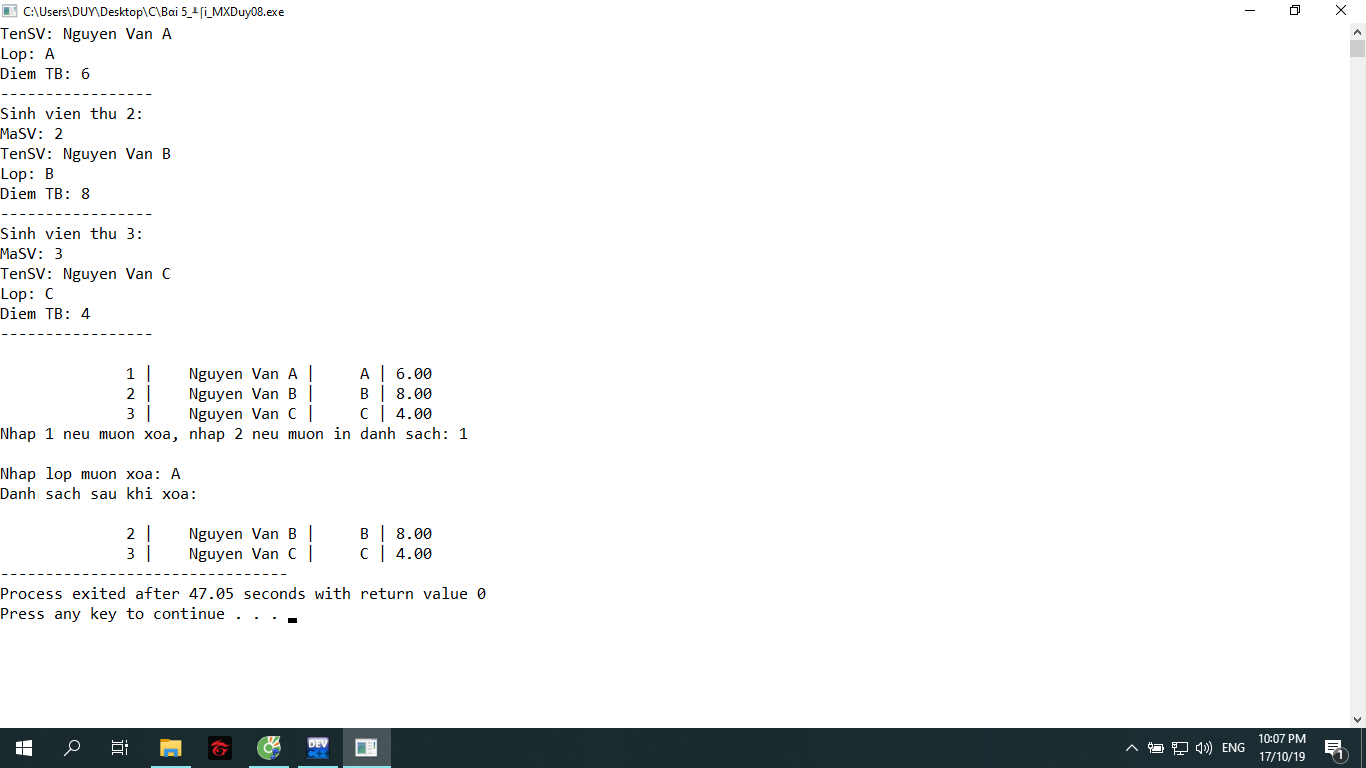 C:\Users\DUY\Desktop\C\Bαi 5_╨⌠i_MXDuy08.exe
TenSV: Nguyen Van A
Lop: A
Diem TB: 6
-----------------
Sinh vien thu 2:
MaSV: 2
TenSV: Nguyen Van B
Lop: B
Diem TB: 8
-----------------
Sinh vien thu 3:
MaSV: 3
TenSV: Nguyen Van C
Lop: C
Diem TB: 4
-----------------
1 | Nguyen Van A | A | 6.00
2 | Nguyen Van B | B | 8.00
3 | Nguyen Van C | C | 4.00
Nhap 1 neu muon xoa, nhap 2 neu muon in danh sach: 1
Nhap lop muon xoa: A
Danh sach sau khi xoa:
2 | Nguyen Van B | B | 8.00
3 | Nguyen Van C | C | 4.00
--------------------------------
Process exited after 47.05 seconds with return value 0
Press any key to continue . . .
DEV C++
ENG
10:07 PM
17/10/19
1